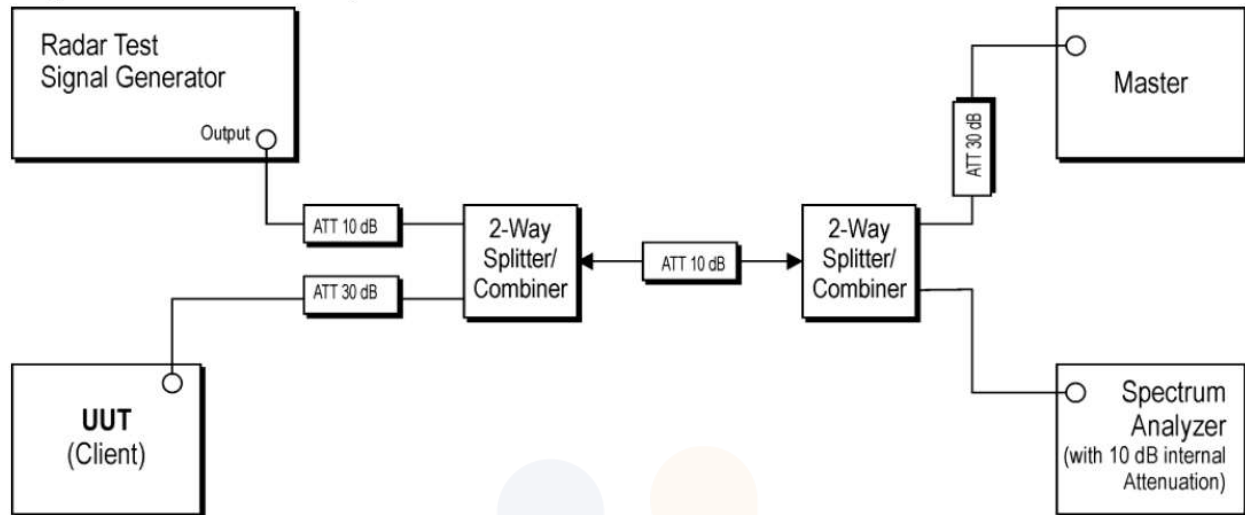 Radar Test
Signal Generator
Output
ATT 10 dB
2-Way
Splitter/
Combiner
ATT 30 dB
UUT
(Client)
ATT 10 dB
2-Way
Splitter/
Combiner
ATT 30 dB
Master
Spectrum
Analyzer
(with 10 dB internal
Attenuation)